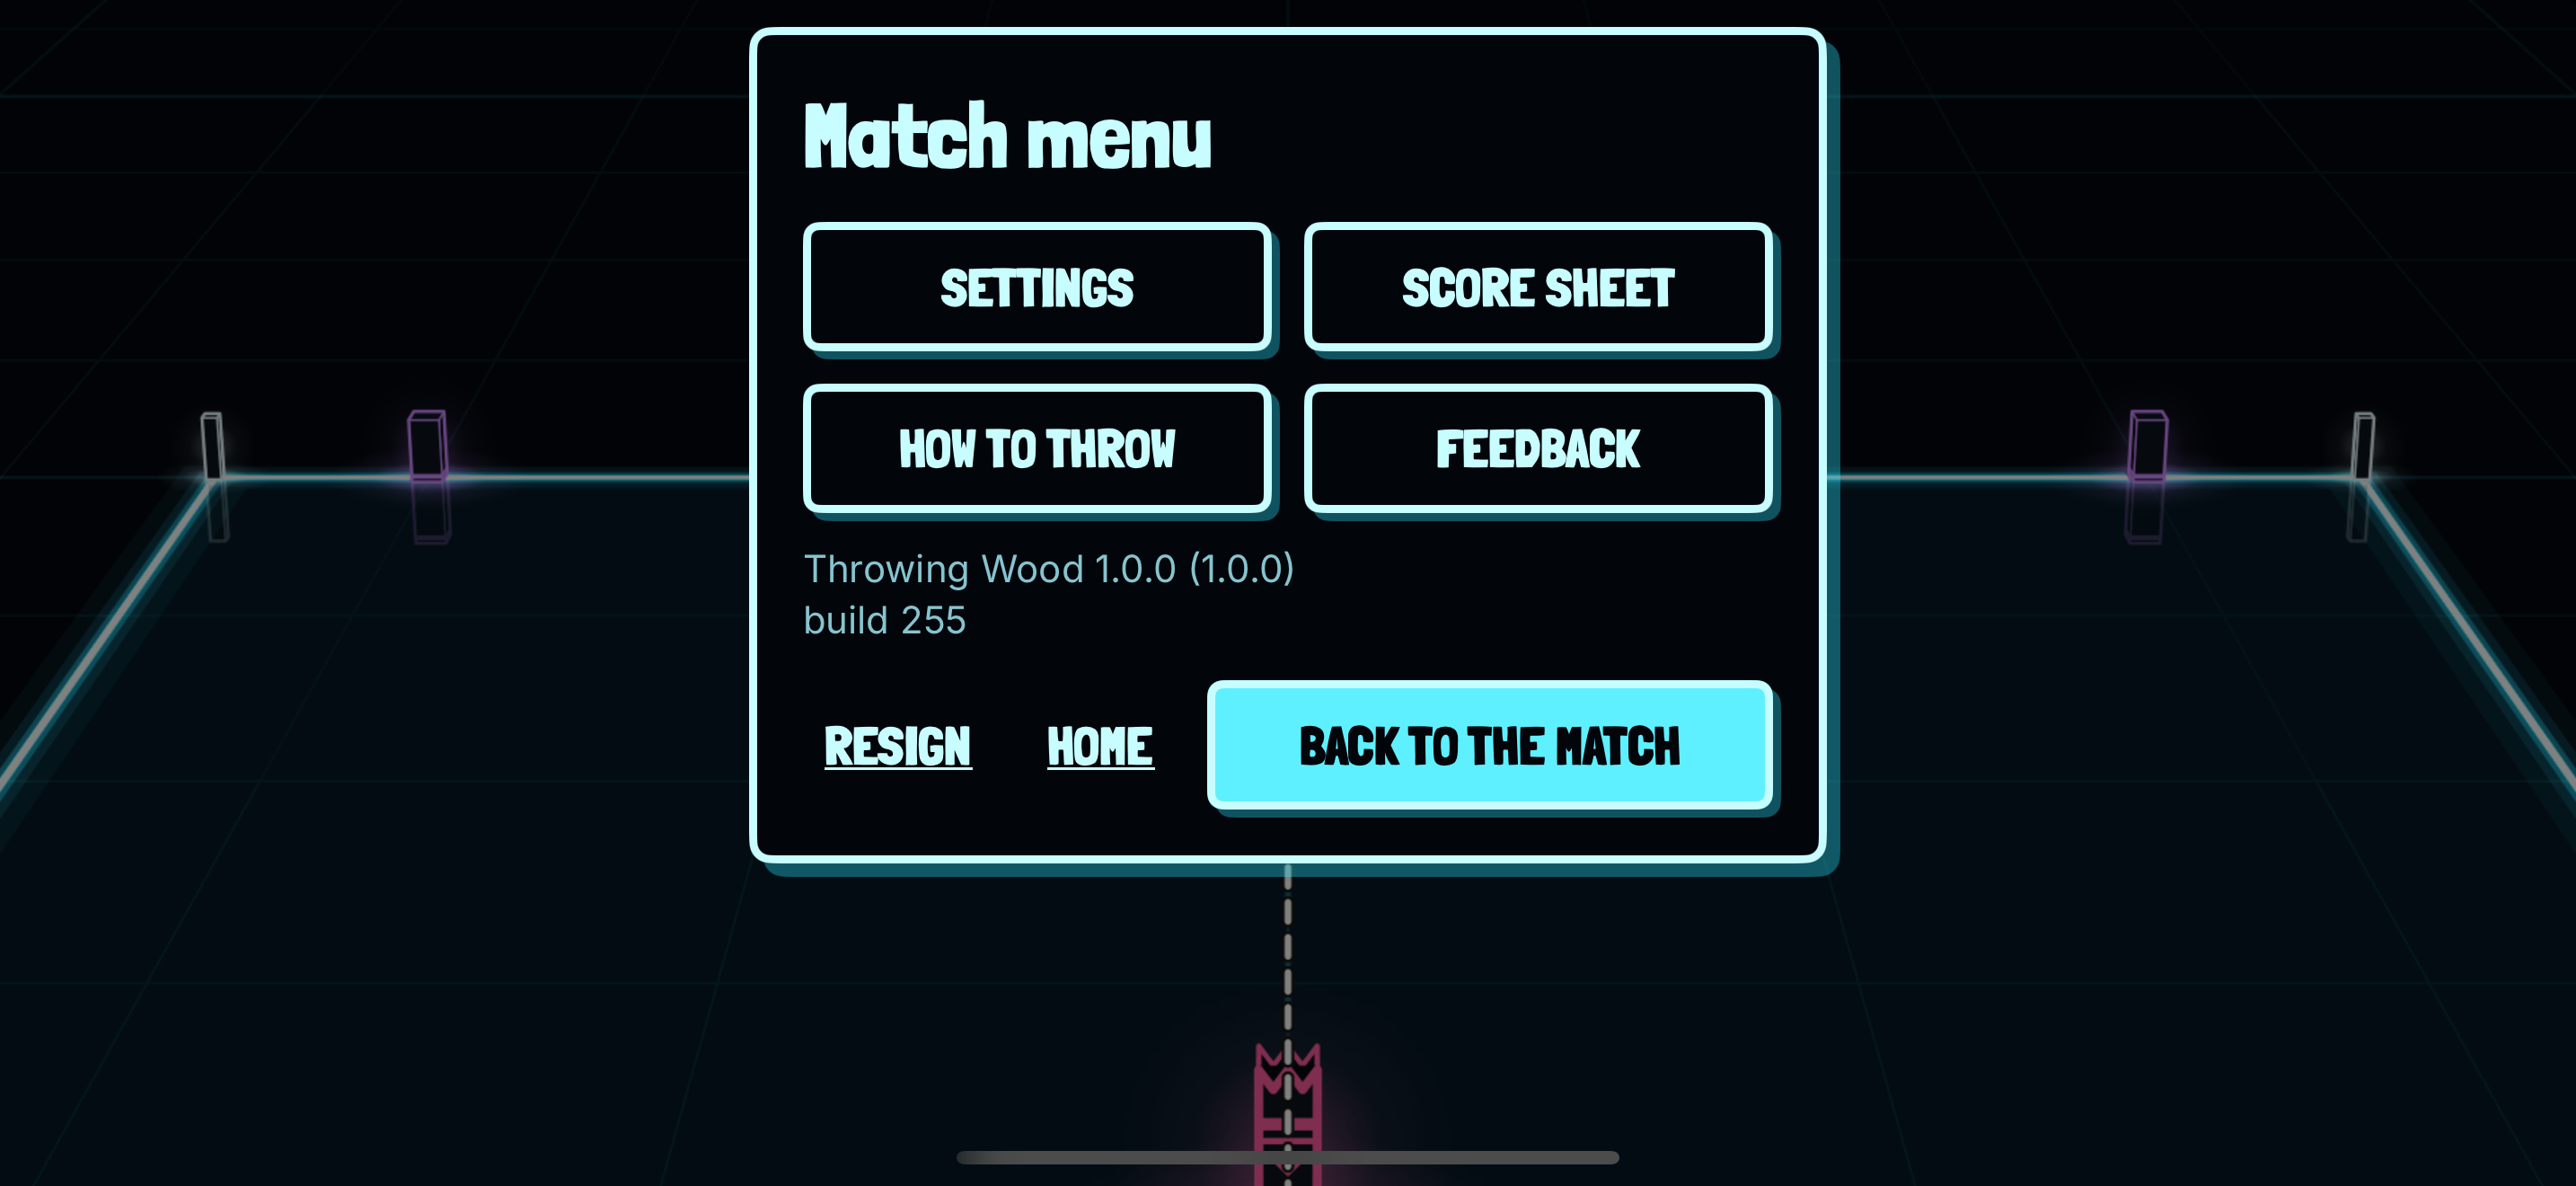 Match menu
SETTINGS
SCORE SHEET
HOW TO THROW
FEEDBACK
Throwing Wood 1.0.0 (1.0.0)
build 255
RESIGN
HOME
BACK TO THE MATCH